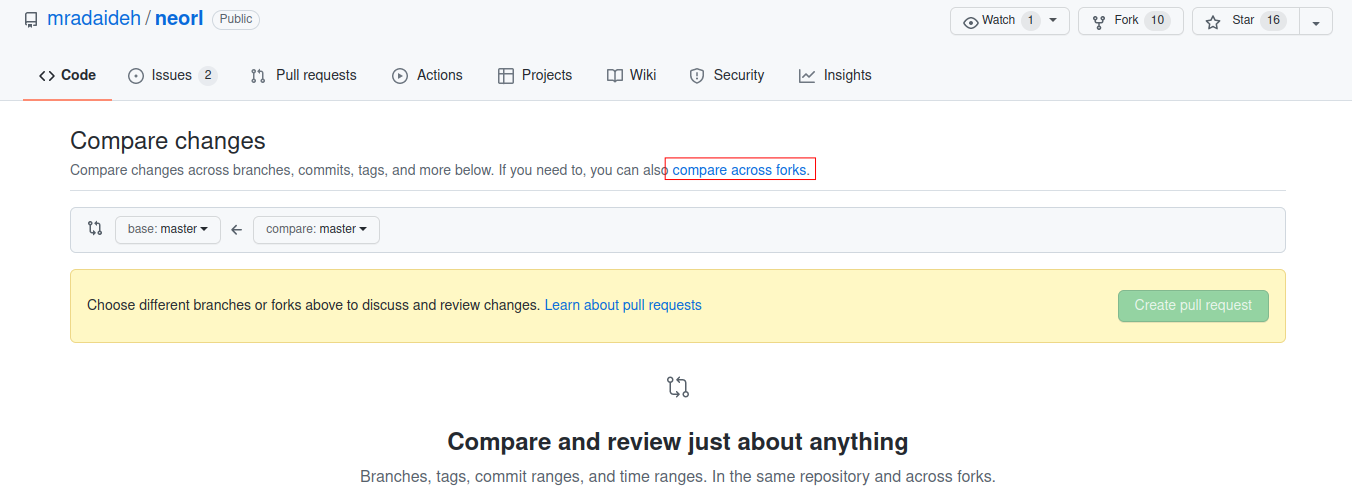 mradaideh / neorl Public Watch 1 Fork 10 Star 16
Code Issues 2 Pull requests Actions Projects Wiki Security Insights
Compare changes
Compare changes across branches, commits, tags, and more below. If you need to, you can also compare across forks.
base: master compare: master
Choose different branches or forks above to discuss and review changes. Learn about pull requests Create pull request
Compare and review just about anything
Branches, tags, commit ranges, and time ranges. In the same repository and across forks.